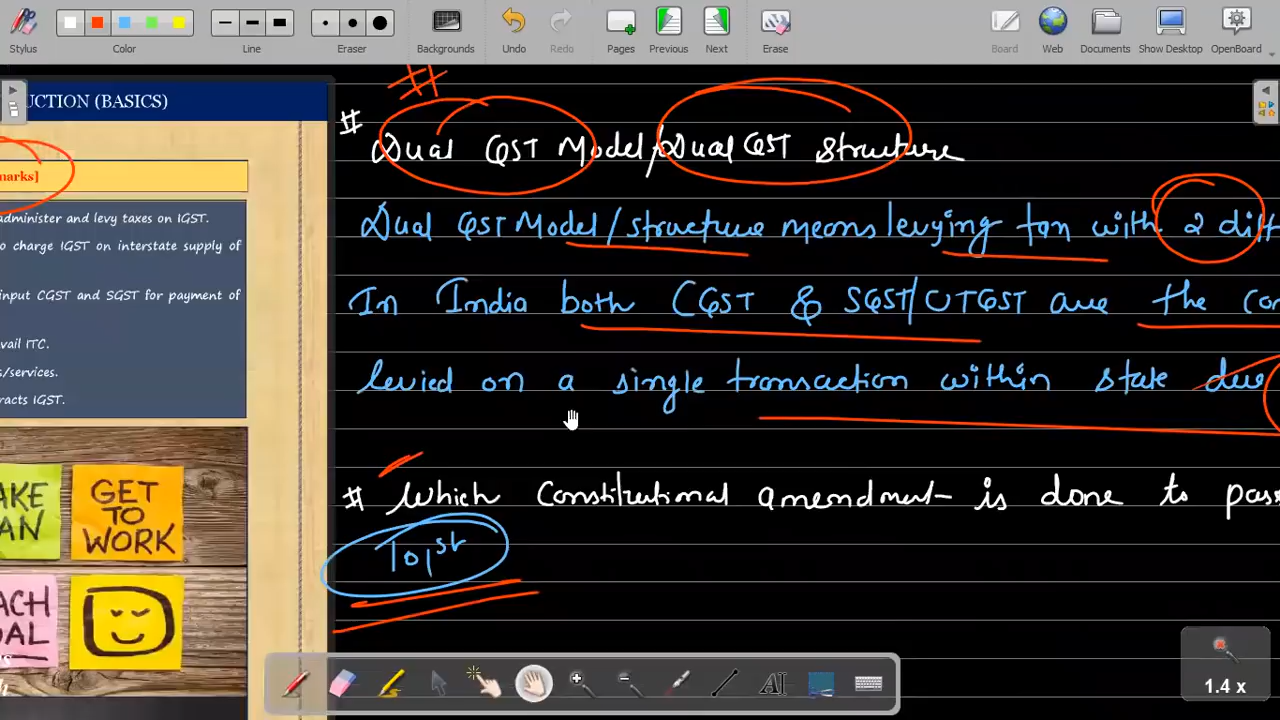 Stylus
Color
Line
Eraser
Backgrounds
Undo
Redo
Pages
Previous
Next
Erase
Board
Web
Documents
Show Desktop
OpenBoard
UCTION (BASICS)
marks]
administer and levy taxes on IGST.
o charge IGST on interstate supply of
input CGST and SGST for payment of
vail ITC.
s/services.
racts IGST.
AKE
AN
GET
TO
WORK
ACH
OAL
#
# Dual GST Model/Dual GST Structure
Dual GST Model/structure means levying tax with 2 diff
In India both CGST & SGST/UTGST are the con
levied on a single transaction within state due
# Which Constitutional amendment is done to pass
101st
AI
1.4 x